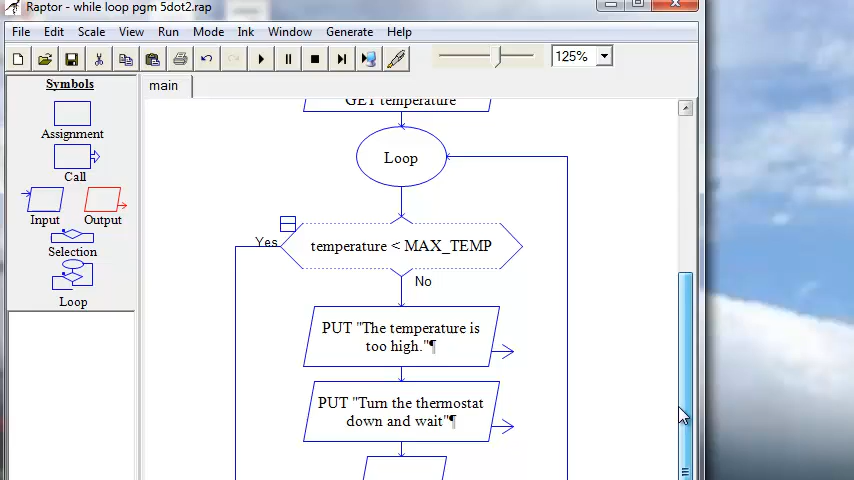 Raptor - while loop pgm 5dot2.rap
File Edit Scale View Run Mode Ink Window Generate Help
125%
Symbols
main
Assignment
Call
Input Output
Selection
Loop
GET temperature
Loop
Yes
temperature < MAX_TEMP
No
PUT "The temperature is
too high."¶
PUT "Turn the thermostat
down and wait"¶